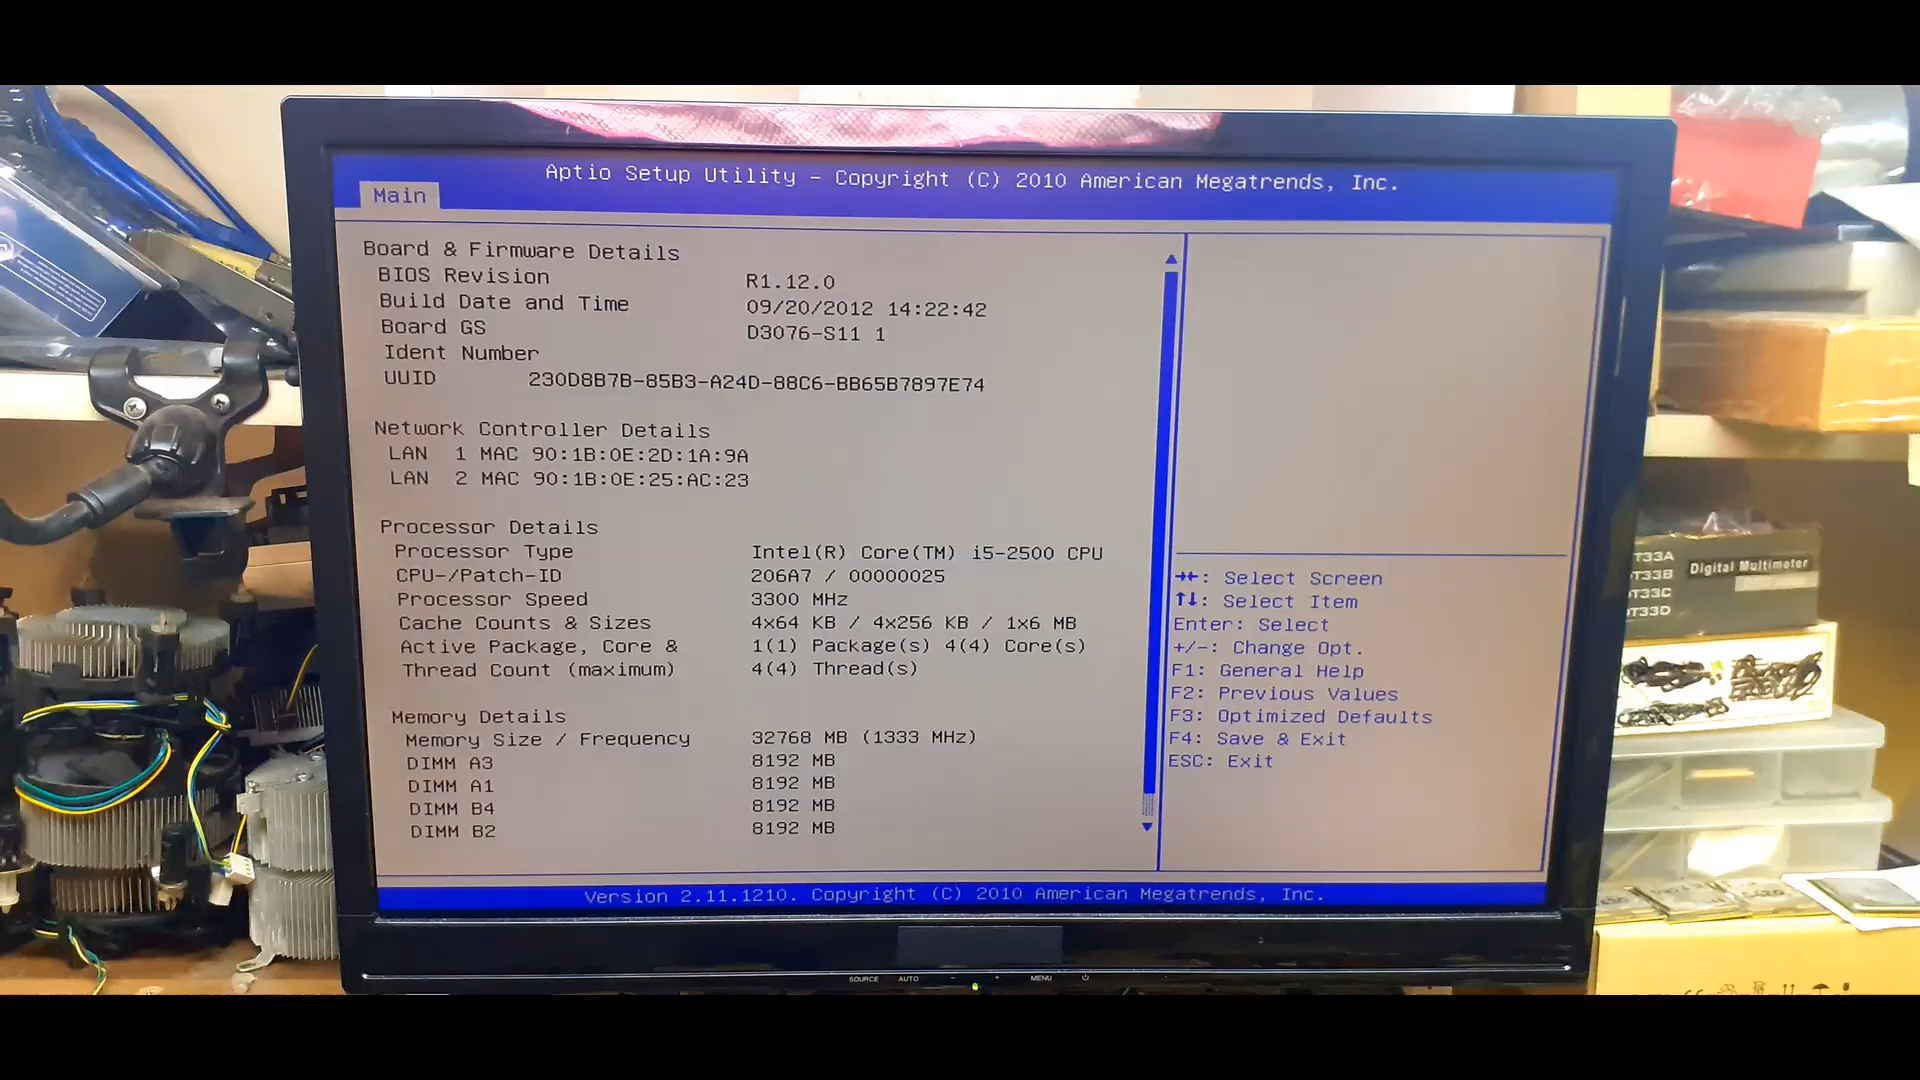 Aptio Setup Utility – Copyright (C) 2010 American Megatrends, Inc.
Main
Board & Firmware Details
BIOS Revision R1.12.0
Build Date and Time 09/20/2012 14:22:42
Board GS D3076-S11 1
Ident Number
UUID 230D8B7B-85B3-A24D-88C6-BB65B7897E74
Network Controller Details
LAN 1 MAC 90:1B:0E:2D:1A:9A
LAN 2 MAC 90:1B:0E:25:AC:23
Processor Details
Processor Type Intel(R) Core(TM) i5-2500 CPU
CPU-/Patch-ID 206A7 / 00000025
Processor Speed 3300 MHz
Cache Counts & Sizes 4x64 KB / 4x256 KB / 1x6 MB
Active Package, Core & 1(1) Package(s) 4(4) Core(s)
Thread Count (maximum) 4(4) Thread(s)
Memory Details
Memory Size / Frequency 32768 MB (1333 MHz)
DIMM A3 8192 MB
DIMM A1 8192 MB
DIMM B4 8192 MB
DIMM B2 8192 MB
→←: Select Screen
↑↓: Select Item
Enter: Select
+/-: Change Opt.
F1: General Help
F2: Previous Values
F3: Optimized Defaults
F4: Save & Exit
ESC: Exit
Version 2.11.1210. Copyright (C) 2010 American Megatrends, Inc.
SOURCE AUTO - + MENU
T33A
T33B
T33C
T33D
Digital Multimeter